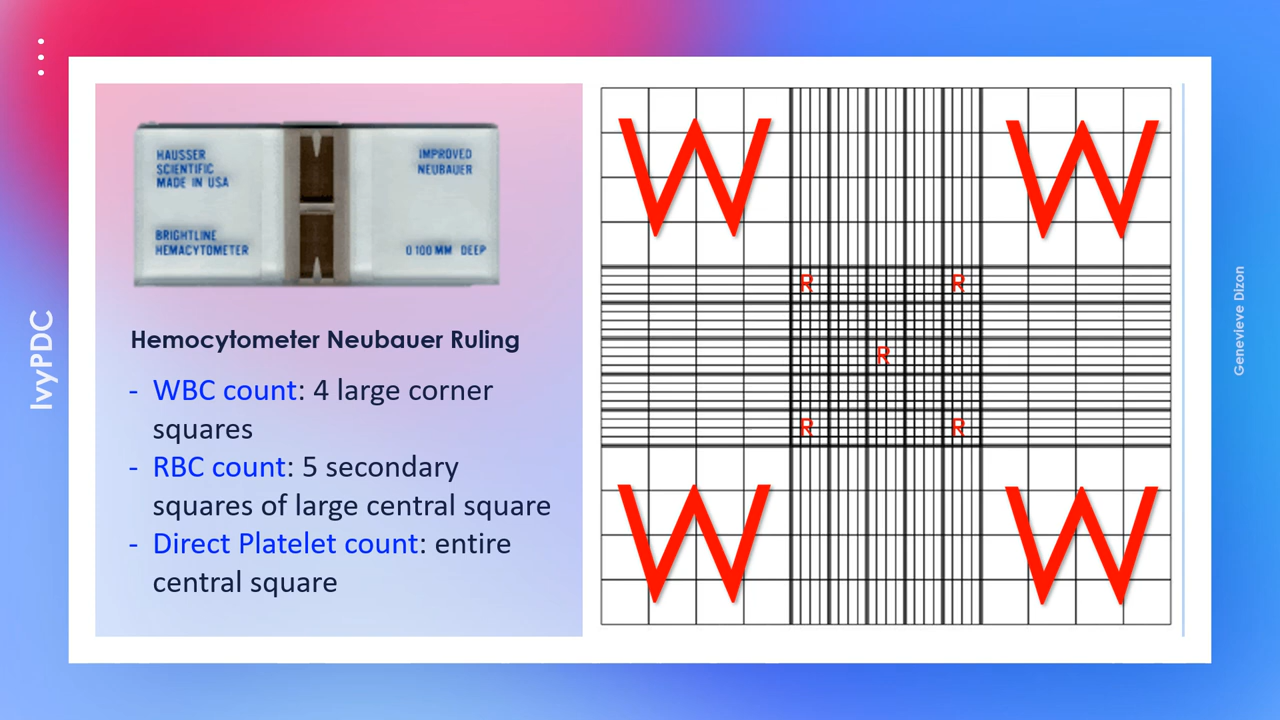 IvyPDC
HAUSSER
SCIENTIFIC
MADE IN USA
IMPROVED
NEUBAUER
BRIGHTLINE
HEMACYTOMETER
0.100 MM DEEP
Hemocytometer Neubauer Ruling
- WBC count: 4 large corner
squares
- RBC count: 5 secondary
squares of large central square
- Direct Platelet count: entire
central square
W
W
R
R
R
R
R
W
W
Genevieve Dizon